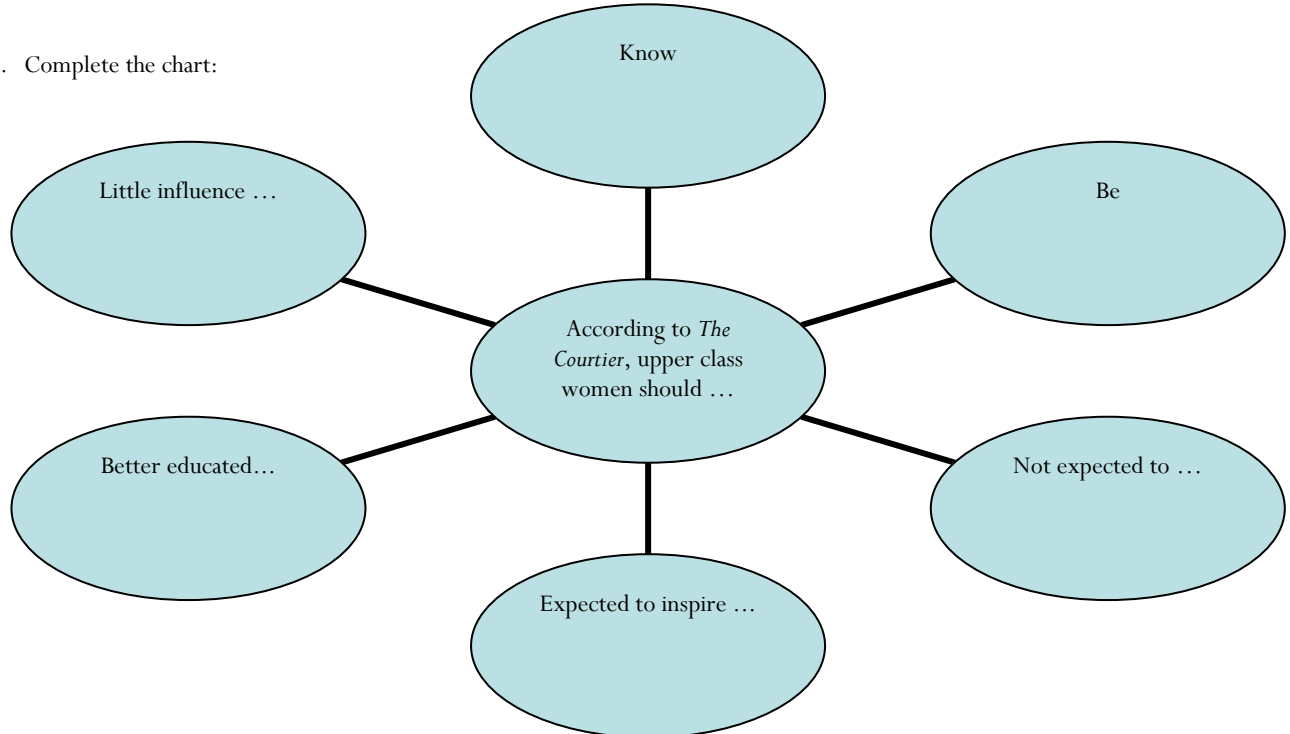 . Complete the chart:
Know
Little influence …
Be
According to The
Courtier, upper class
women should …
Better educated…
Not expected to …
Expected to inspire …